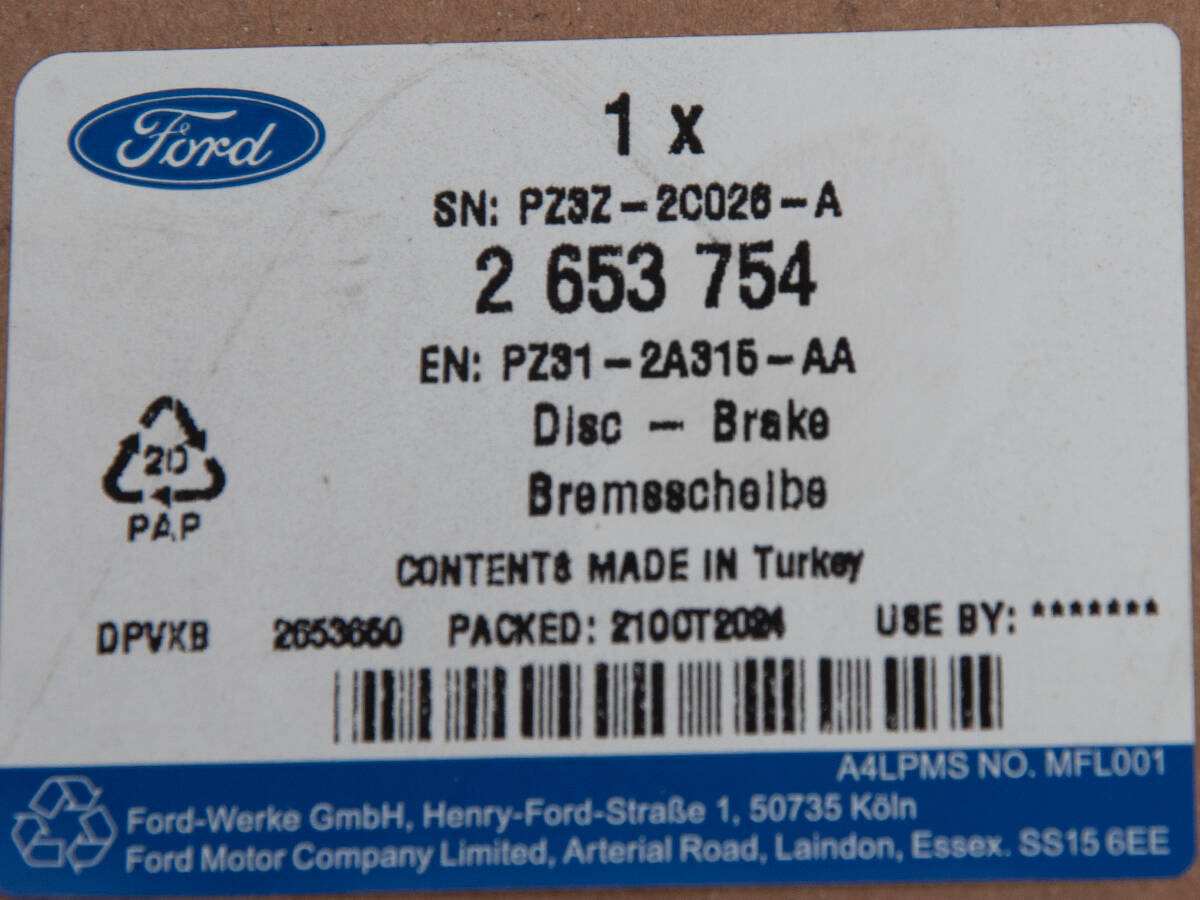 Ford
1 x
SN: PZ3Z-2C026-A
2 653 754
EN: PZ31-2A315-AA
Disc - Brake
Bremsscheibe
20
PAP
CONTENTS MADE IN Turkey
DPVXB 2653650 PACKED: 21OCT2024 USE BY: *******
A4LPMS NO. MFL001
Ford-Werke GmbH, Henry-Ford-Straße 1, 50735 Köln
Ford Motor Company Limited, Arterial Road, Laindon, Essex. SS15 6EE